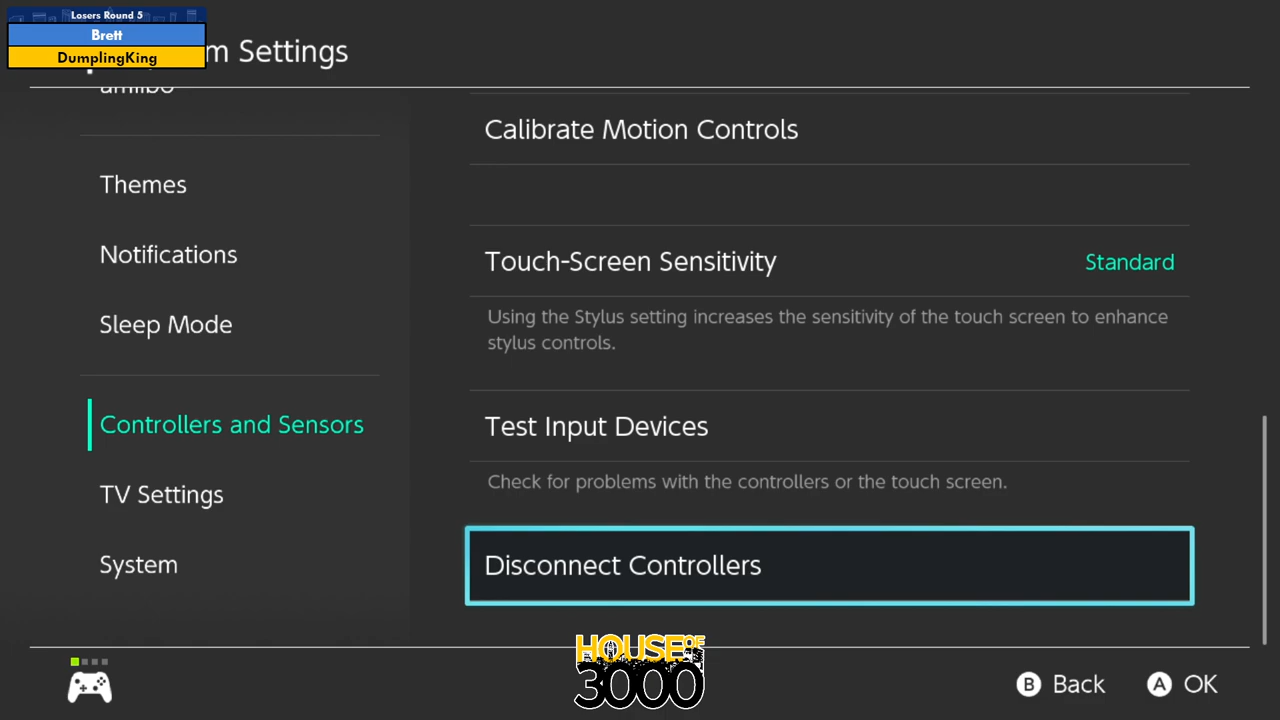 Losers Round 5
Brett
DumplingKing
m Settings
amiibo
Themes
Notifications
Sleep Mode
Controllers and Sensors
TV Settings
System
Calibrate Motion Controls
Touch-Screen Sensitivity Standard
Using the Stylus setting increases the sensitivity of the touch screen to enhance
stylus controls.
Test Input Devices
Check for problems with the controllers or the touch screen.
Disconnect Controllers
HOUSE OF
3000
B Back A OK